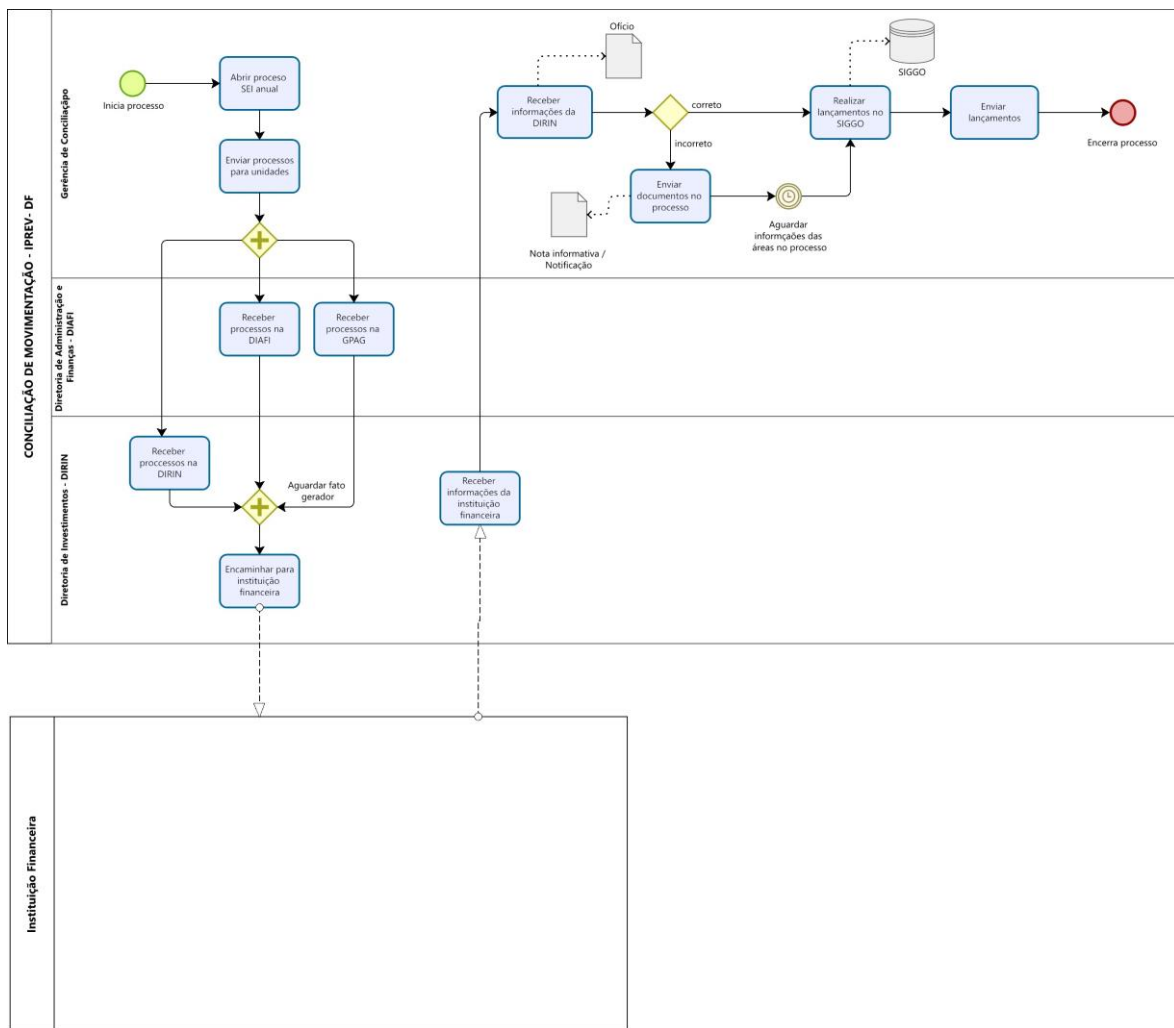 CONCILIAÇÃO DE MOVIMENTAÇÃO - IPREV- DF
Gerência de Conciliaçãpo
Inicia processo
Abrir proceso
SEI anual
Enviar processos
para unidades
Ofício
Receber
informações da
DIRIN
correto
incorreto
Enviar
documentos no
processo
Nota informativa /
Notificação
Aguardar
informções das
áreas no processo
SIGGO
Realizar
lançamentos no
SIGGO
Enviar
lançamentos
Encerra processo
Diretoria de Administração e
Finanças - DIAFI
Receber
processos na
DIAFI
Receber
processos na
GPAG
Diretoria de Investimentos - DIRIN
Receber
proccessos na
DIRIN
Aguardar fato
gerador
Encaminhar para
instituição
financeira
Receber
informações da
instituição
financeira
Instituição Financeira